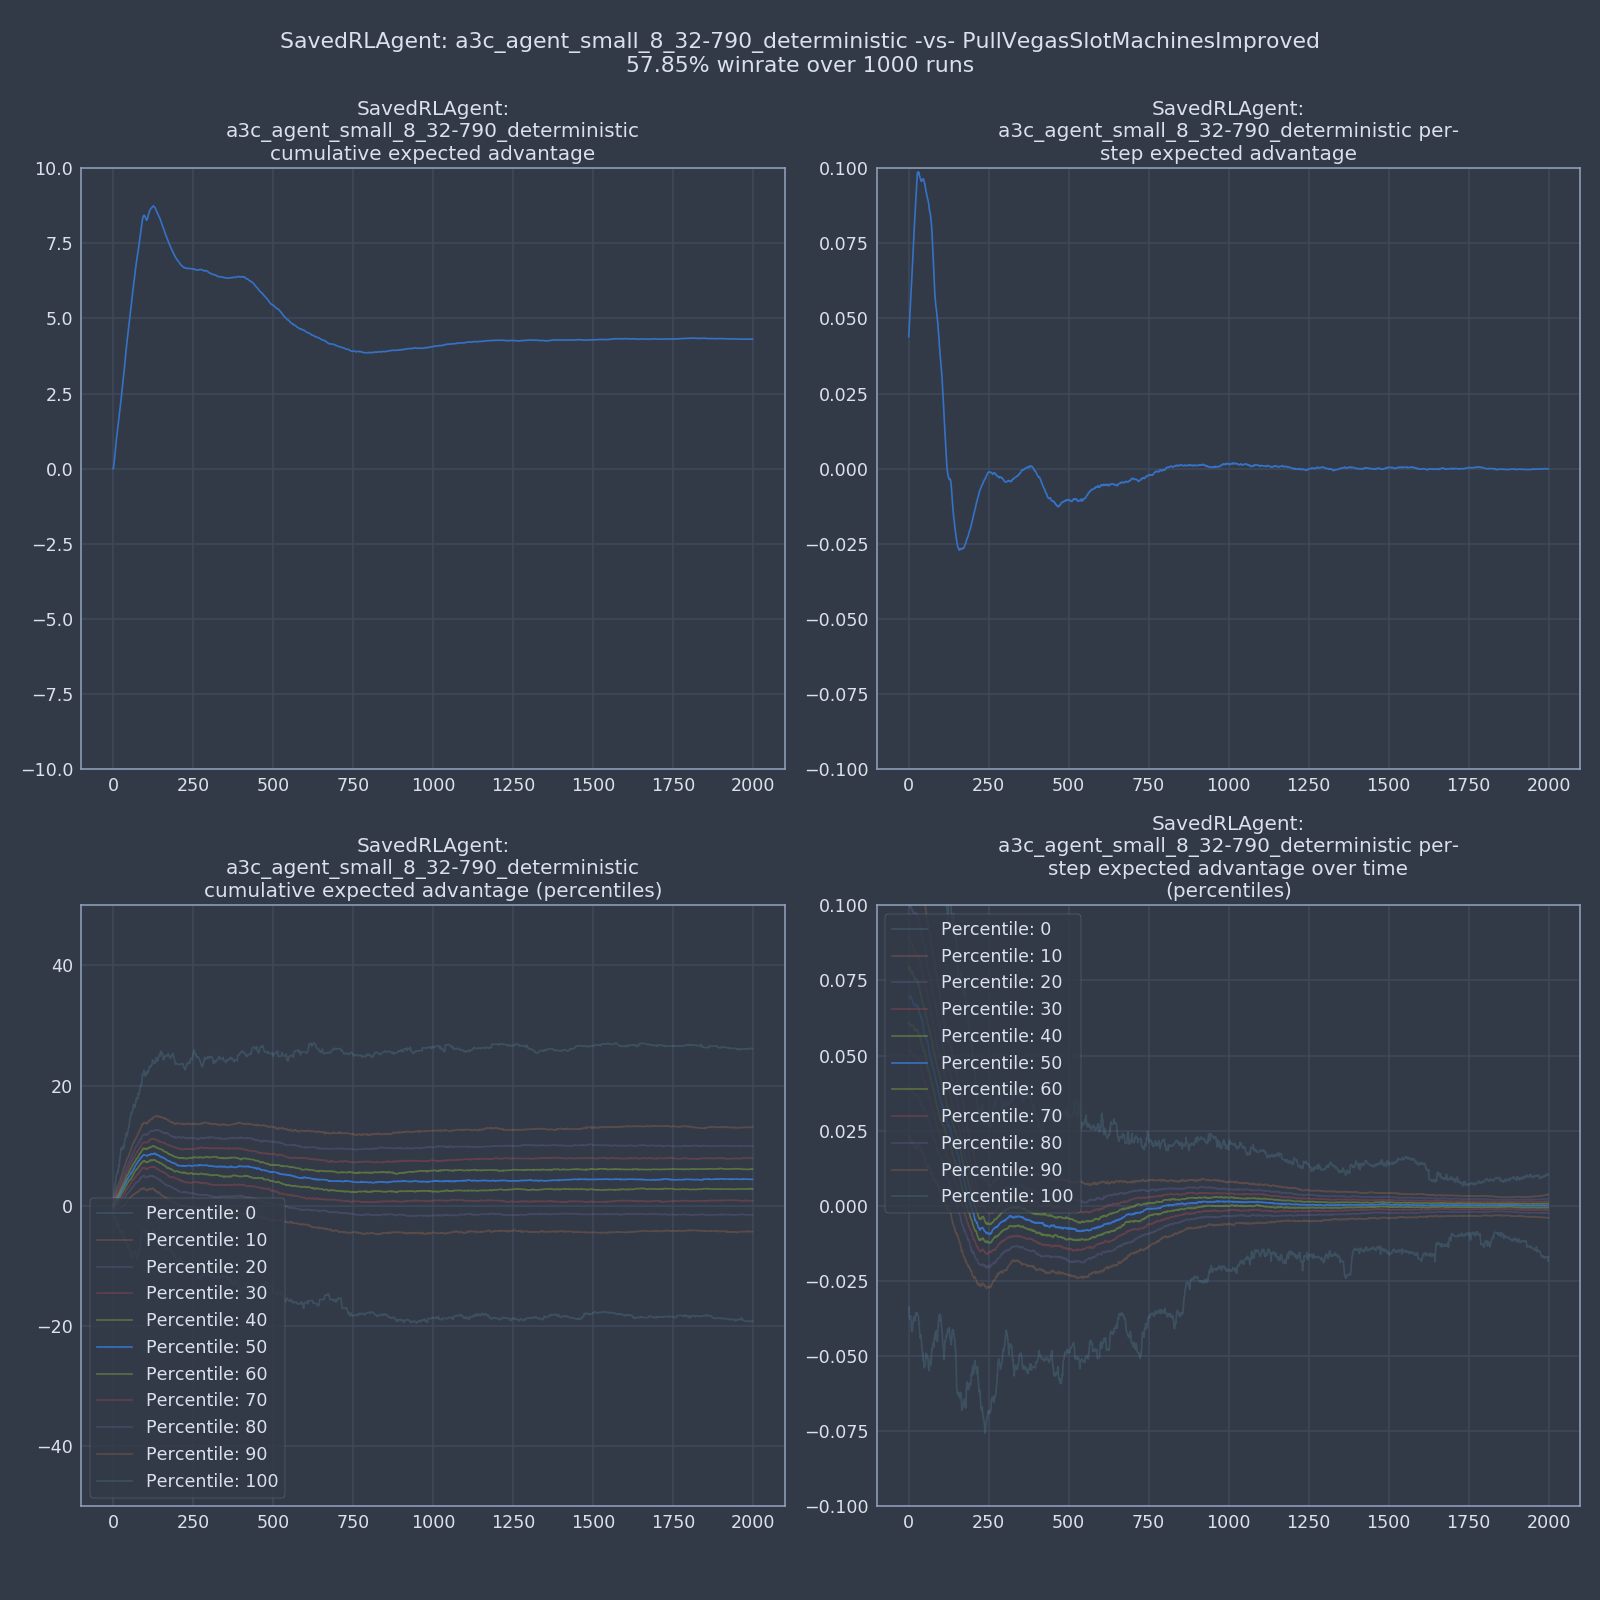 SavedRLAgent: a3c_agent_small_8_32-790_deterministic -vs- PullVegasSlotMachinesImproved
57.85% winrate over 1000 runs
SavedRLAgent:
a3c_agent_small_8_32-790_deterministic
cumulative expected advantage
10.0
7.5
5.0
2.5
0.0
−2.5
−5.0
−7.5
−10.0
0 250 500 750 1000 1250 1500 1750 2000
SavedRLAgent:
a3c_agent_small_8_32-790_deterministic per-
step expected advantage
0.100
0.075
0.050
0.025
0.000
−0.025
−0.050
−0.075
−0.100
0 250 500 750 1000 1250 1500 1750 2000
SavedRLAgent:
a3c_agent_small_8_32-790_deterministic
cumulative expected advantage (percentiles)
40
20
0
−20
−40
Percentile: 0
Percentile: 10
Percentile: 20
Percentile: 30
Percentile: 40
Percentile: 50
Percentile: 60
Percentile: 70
Percentile: 80
Percentile: 90
Percentile: 100
0 250 500 750 1000 1250 1500 1750 2000
SavedRLAgent:
a3c_agent_small_8_32-790_deterministic per-
step expected advantage over time
(percentiles)
0.100
0.075
0.050
0.025
0.000
−0.025
−0.050
−0.075
−0.100
Percentile: 0
Percentile: 10
Percentile: 20
Percentile: 30
Percentile: 40
Percentile: 50
Percentile: 60
Percentile: 70
Percentile: 80
Percentile: 90
Percentile: 100
0 250 500 750 1000 1250 1500 1750 2000